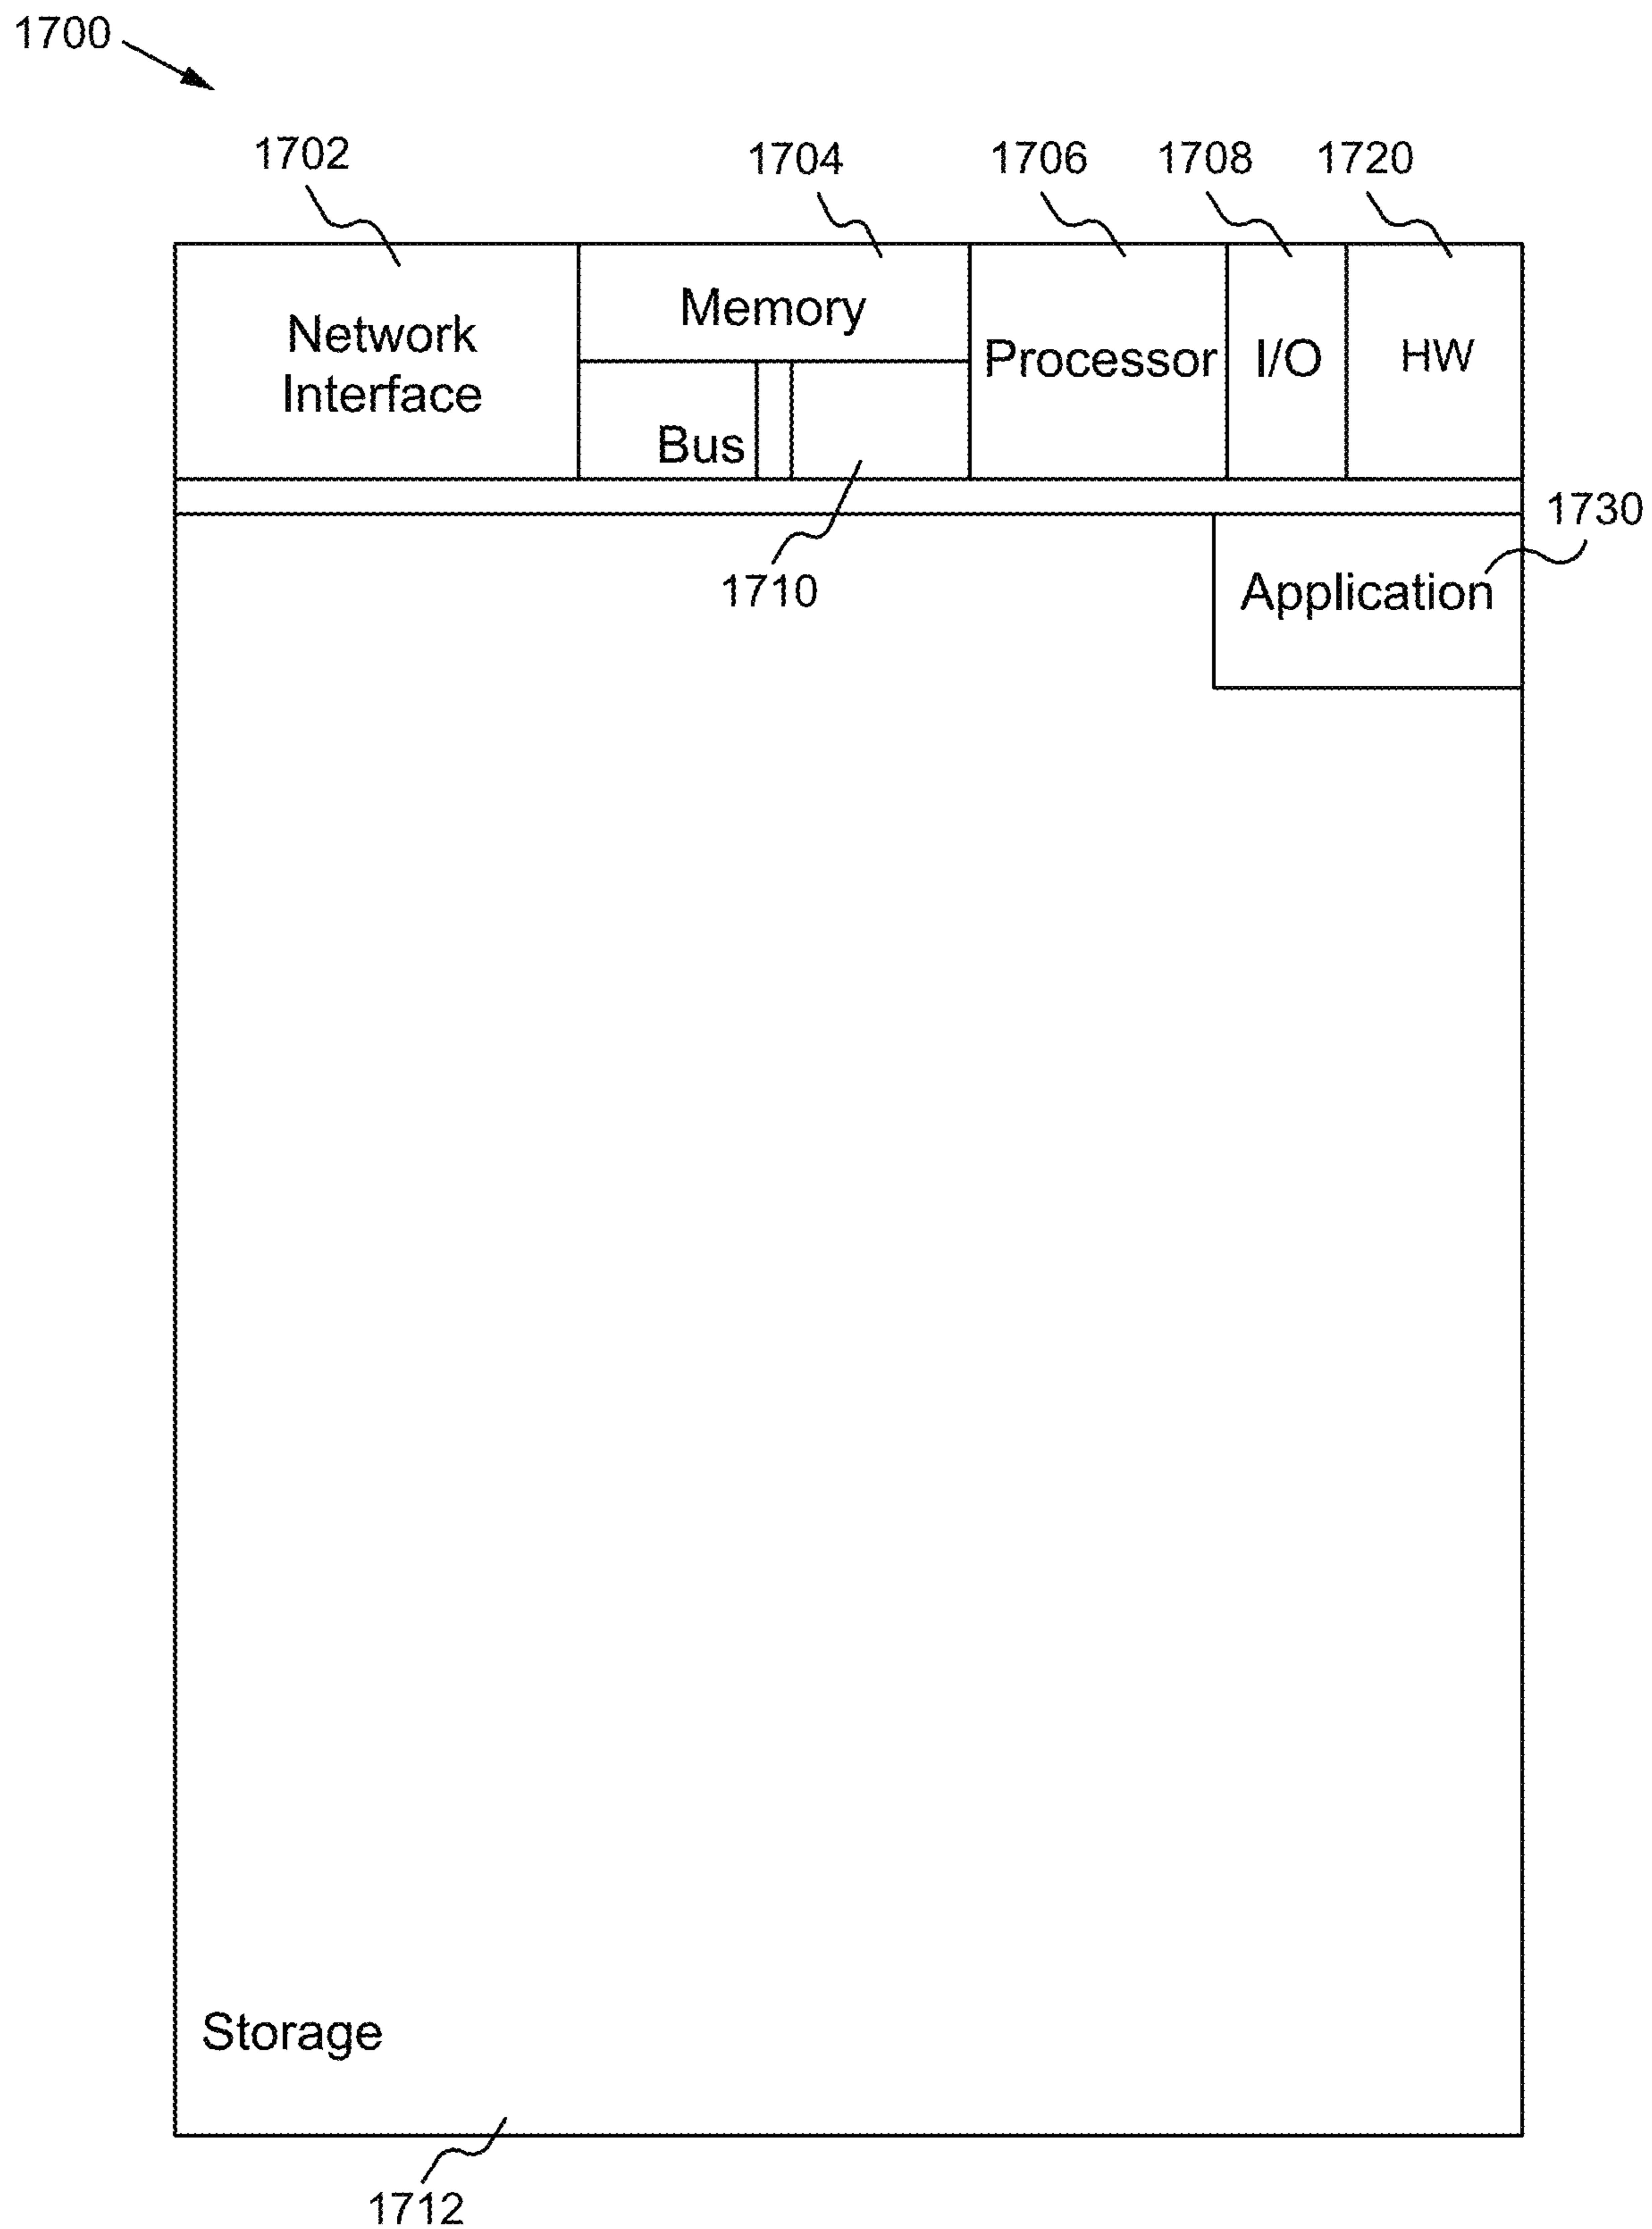 1700
1702
1704
1706
1708
1720
Network
Interface
Memory
Processor
I/O
HW
Bus
1730
1710
Application
Storage
1712